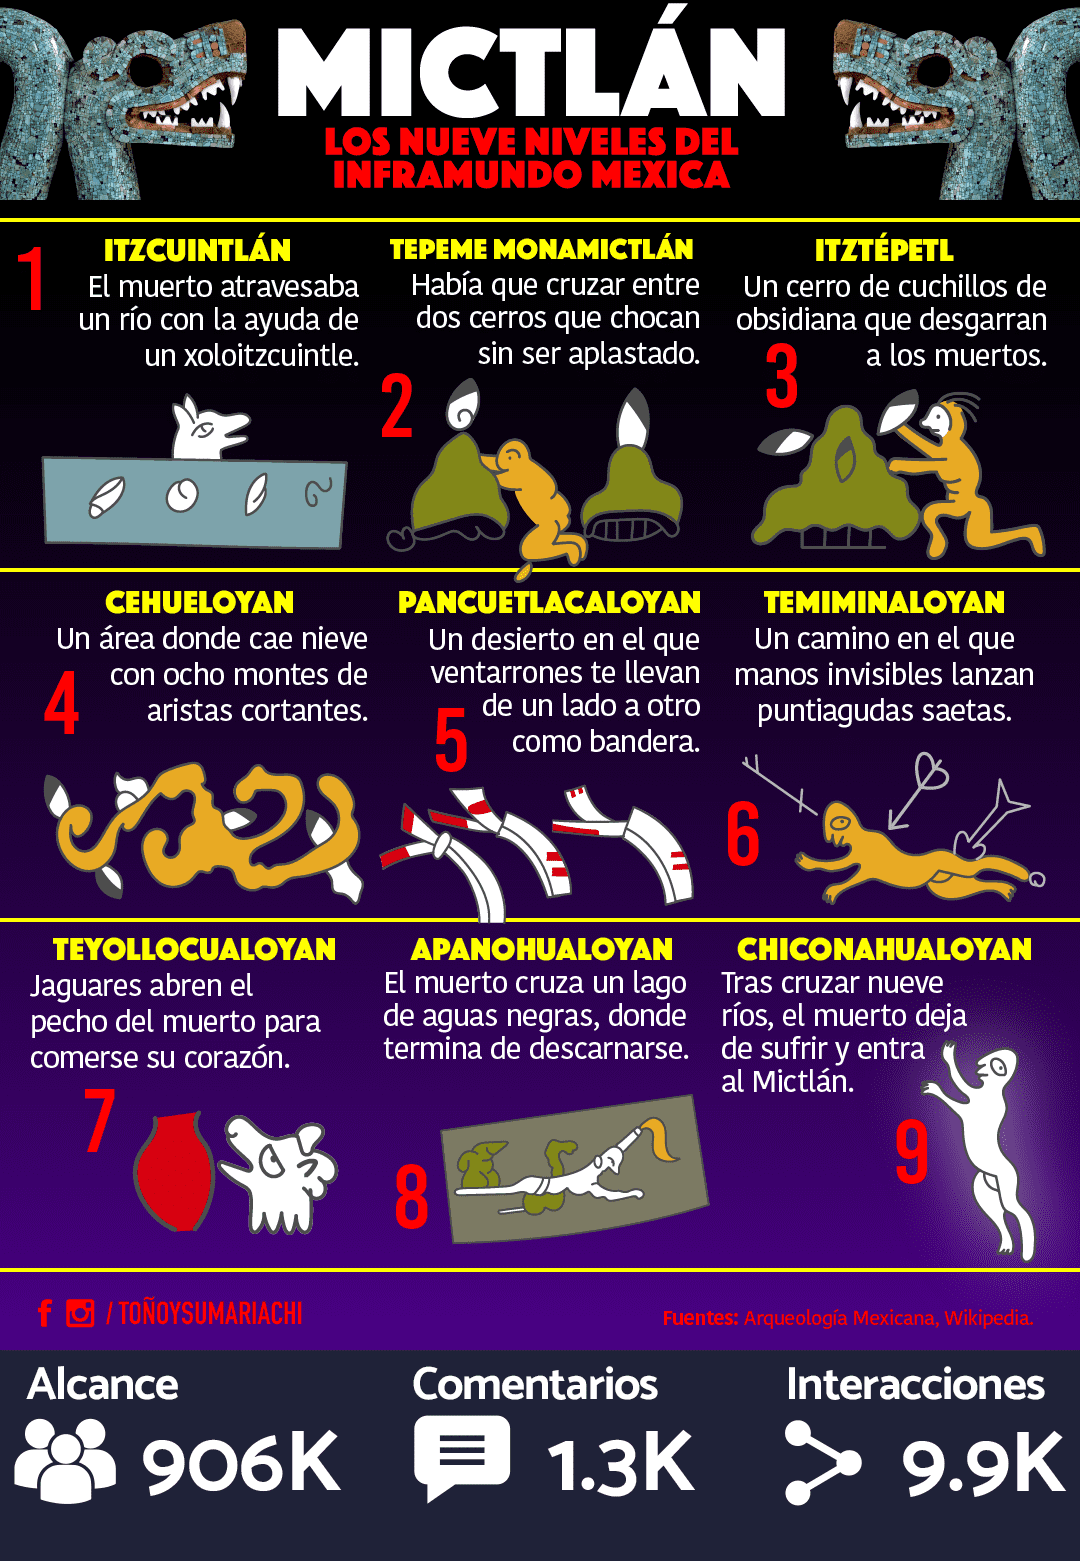 MICTLÁN
LOS NUEVE NIVELES DEL
INFRAMUNDO MEXICA
1
ITZCUINTLÁN
El muerto atravesaba
un río con la ayuda de
un xoloitzcuintle.
TEPEME MONAMICTLÁN
Había que cruzar entre
dos cerros que chocan
sin ser aplastado.
2
ITZTÉPETL
Un cerro de cuchillos de
obsidiana que desgarran
a los muertos.
3
CEHUELOYAN
Un área donde cae nieve
con ocho montes de
aristas cortantes.
4
PANCUETLACALOYAN
Un desierto en el que
ventarrones te llevan
de un lado a otro
como bandera.
5
TEMIMINALOYAN
Un camino en el que
manos invisibles lanzan
puntiagudas saetas.
6
TEYOLLOCUALOYAN
Jaguares abren el
pecho del muerto para
comerse su corazón.
7
APANOHUALOYAN
El muerto cruza un lago
de aguas negras, donde
termina de descarnarse.
8
CHICONAHUALOYAN
Tras cruzar nueve
ríos, el muerto deja
de sufrir y entra
al Mictlán.
9
/ TOÑOYSUMARIACHI
Fuentes: Arqueología Mexicana, Wikipedia.
Alcance
906K
Comentarios
1.3K
Interacciones
9.9K